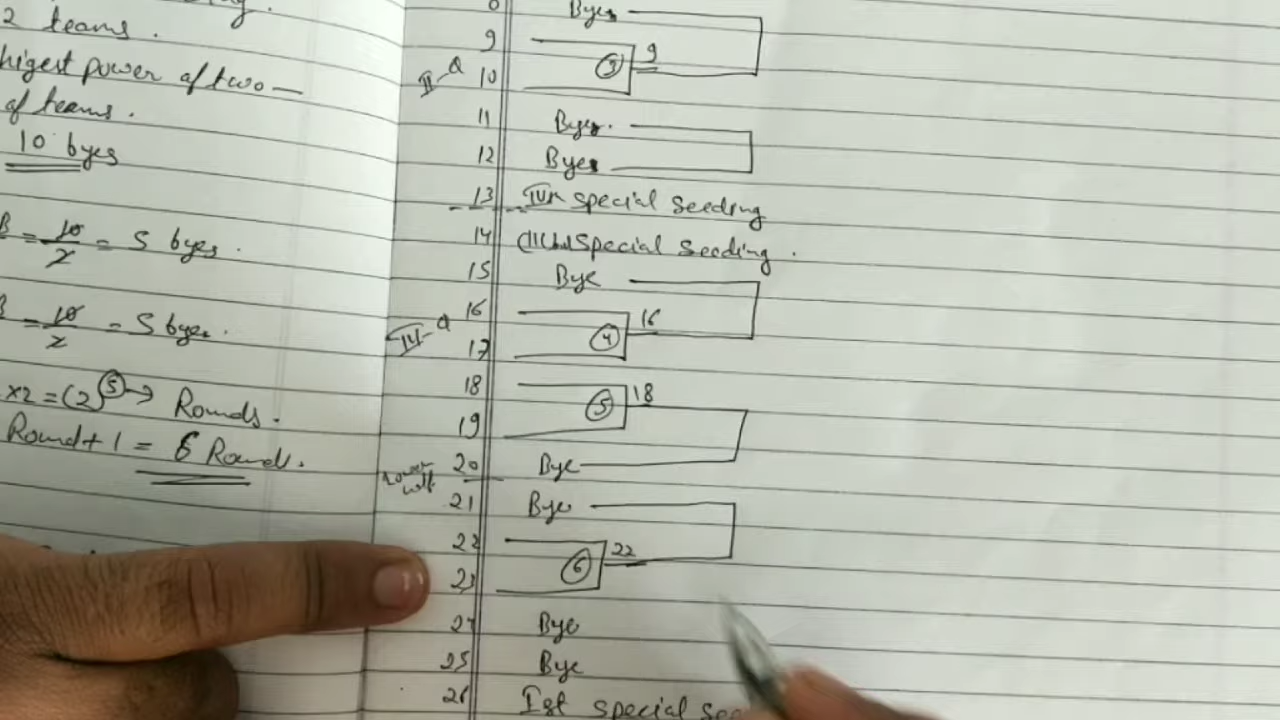 2 teams.
higest power of two —
of teams.
10 byes
B = 10/2 = 5 byes.
B = 10/2 = 5 byes.
x2 = (2)⑤ → Rounds.
Round + 1 = 6 Round.
8 Byes
9
③ 9
II Q 10
11 Byes.
12 Byes
13 IVth special Seeding
14 special Seeding.
15 Bye
16
④ 16
Q 17
18
⑤ 18
19
20 Bye
Lower
21 Bye
22
⑥ 22
23
Bye
25 Bye
26 Ist special See